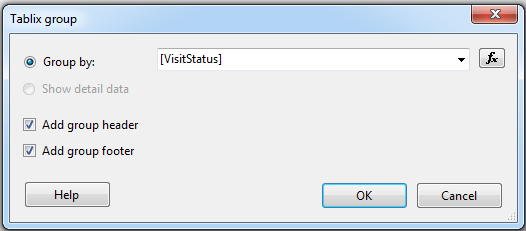 Tablix group
Group by:
[VisitStatus]
fx
Show detail data
Add group header
Add group footer
Help
OK
Cancel